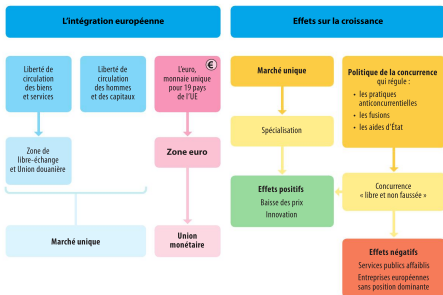 L'intégration européenne
Liberté de
circulation
des biens
et services
Liberté de
circulation
des hommes
et des capitaux
€
L'euro,
monnaie unique
pour 19 pays
de l'UE
Zone de
libre-échange
et Union douanière
Zone euro
Marché unique
Union
monétaire
Effets sur la croissance
Marché unique
Spécialisation
Effets positifs
Baisse des prix
Innovation
Politique de la concurrence
qui régule :
• les pratiques
anticoncurrentielles
• les fusions
• les aides d'État
Concurrence
« libre et non faussée »
Effets négatifs
Services publics affaiblis
Entreprises européennes
sans position dominante